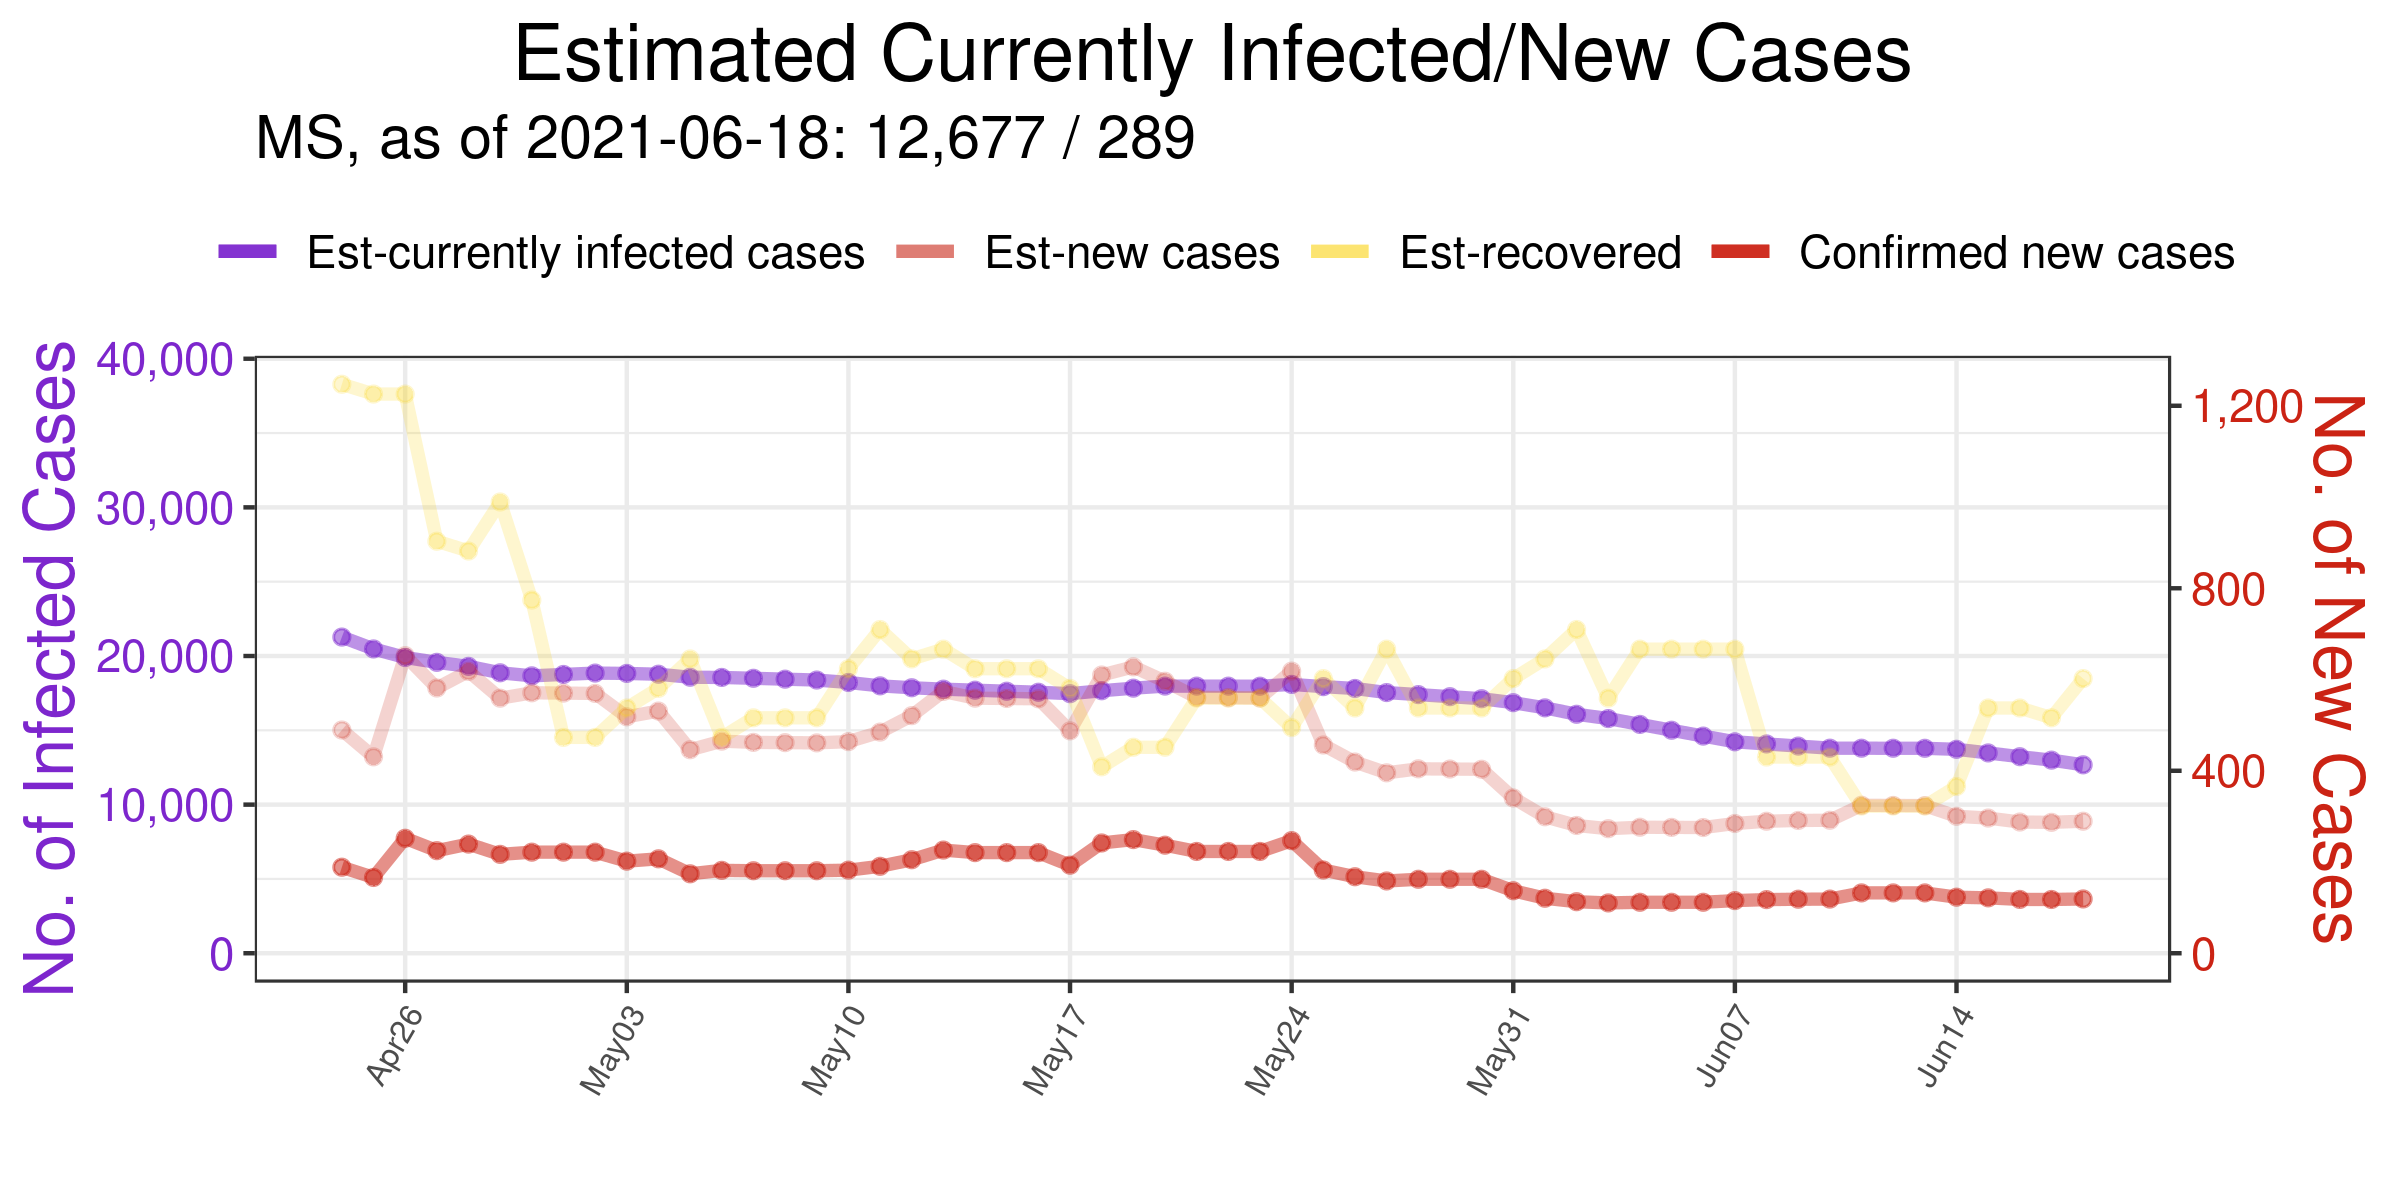 Estimated Currently Infected/New Cases
MS, as of 2021-06-18: 12,677 / 289
Est-currently infected cases Est-new cases Est-recovered Confirmed new cases
No. of Infected Cases
40,000
30,000
20,000
10,000
0
1,200
800
400
0
No. of New Cases
Apr26 May03 May10 May17 May24 May31 Jun07 Jun14